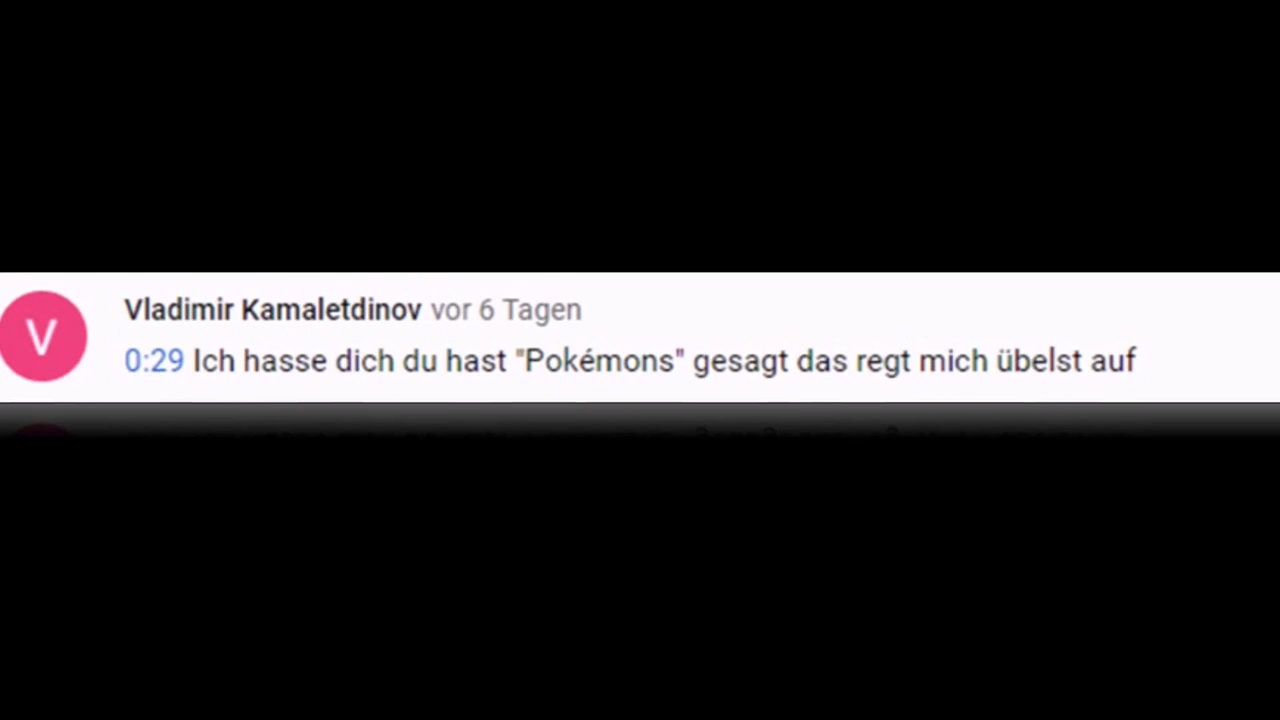 V
Vladimir Kamaletdinov vor 6 Tagen
0:29 Ich hasse dich du hast "Pokémons" gesagt das regt mich übelst auf